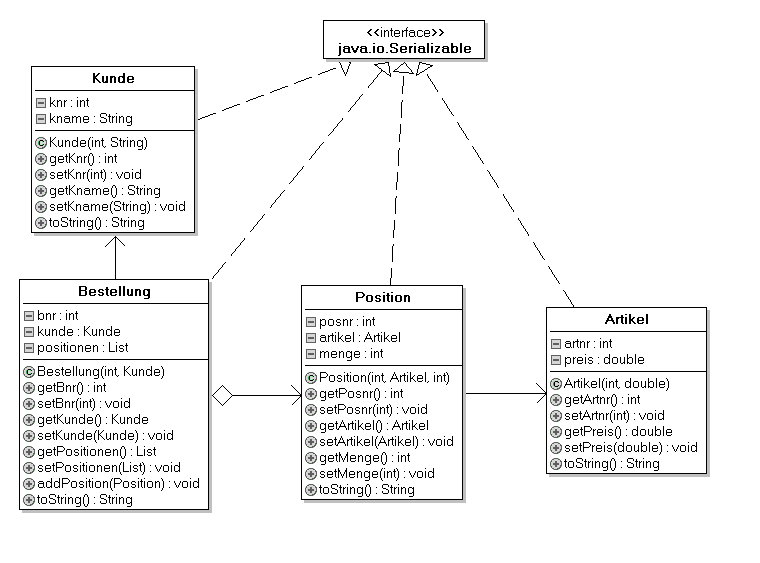 <<interface>>
java.io.Serializable
Kunde
knr : int
kname : String
Kunde(int, String)
getKnr() : int
setKnr(int) : void
getKname() : String
setKname(String) : void
toString() : String
Bestellung
bnr : int
kunde : Kunde
positionen : List
Bestellung(int, Kunde)
getBnr() : int
setBnr(int) : void
getKunde() : Kunde
setKunde(Kunde) : void
getPositionen() : List
setPositionen(List) : void
addPosition(Position) : void
toString() : String
Position
posnr : int
artikel : Artikel
menge : int
Position(int, Artikel, int)
getPosnr() : int
setPosnr(int) : void
getArtikel() : Artikel
setArtikel(Artikel) : void
getMenge() : int
setMenge(int) : void
toString() : String
Artikel
artnr : int
preis : double
Artikel(int, double)
getArtnr() : int
setArtnr(int) : void
getPreis() : double
setPreis(double) : void
toString() : String